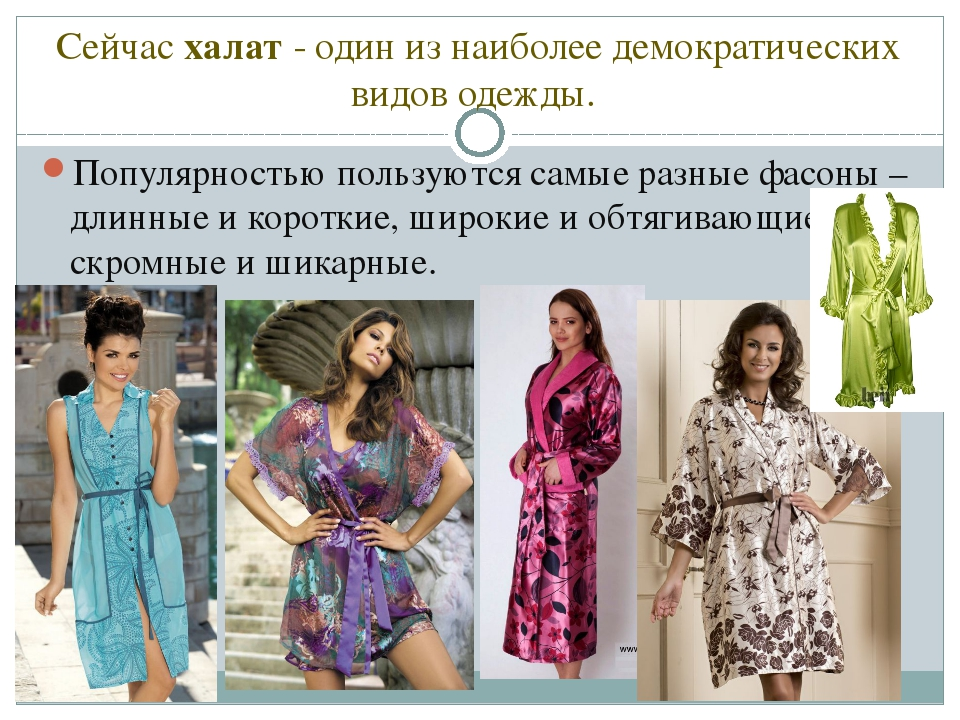 Сейчас халат - один из наиболее демократических
видов одежды.
Популярностью пользуются самые разные фасоны –
длинные и короткие, широкие и обтягивающие
скромные и шикарные.
www.